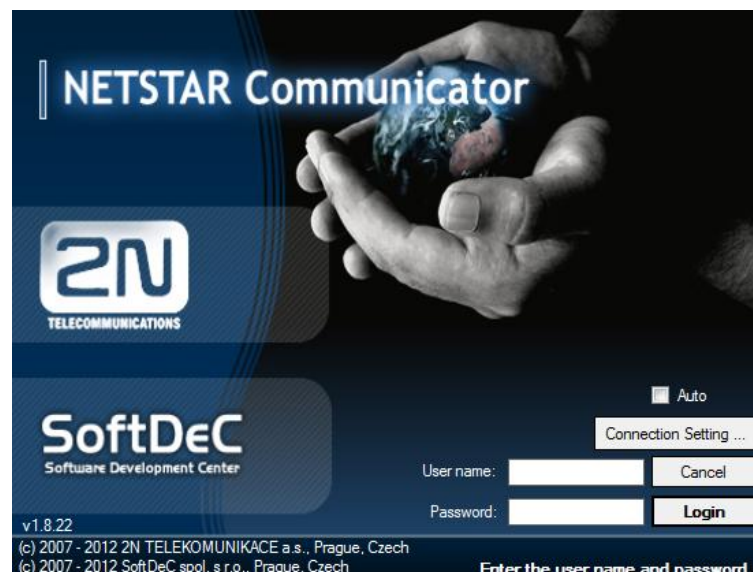 NETSTAR Communicator
2N
TELECOMMUNICATIONS
Auto
SoftDeC
Software Development Center
Connection Setting ...
User name:
Cancel
Password:
Login
v1.8.22
(c) 2007 - 2012 2N TELEKOMUNIKACE a.s., Prague, Czech
(c) 2007 - 2012 SoftDeC spol. s r.o., Prague, Czech
Enter the user name and password